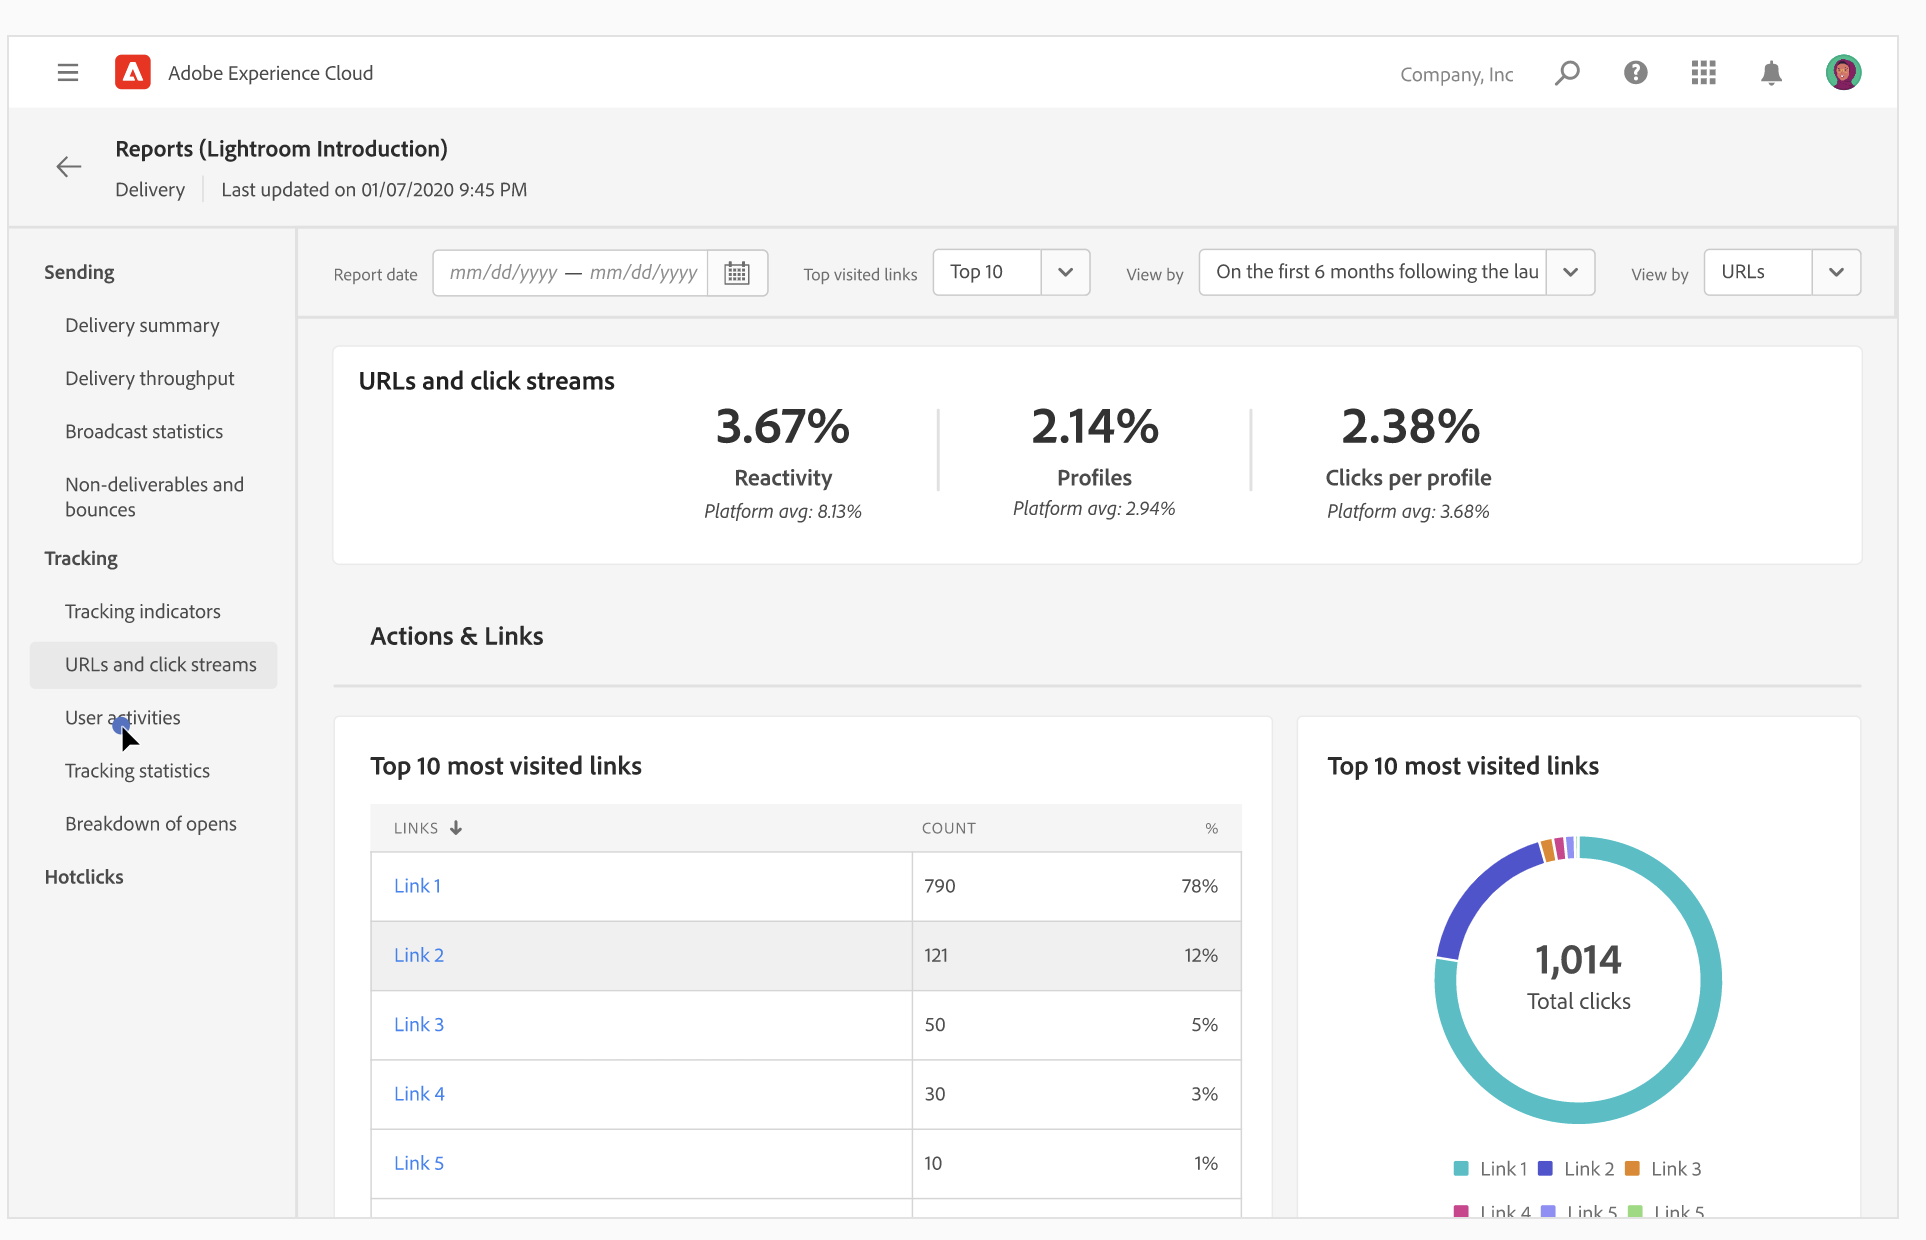 Adobe Experience Cloud
Company, Inc
Reports (Lightroom Introduction)
Delivery
Last updated on 01/07/2020 9:45 PM
Sending
Delivery summary
Delivery throughput
Broadcast statistics
Non-deliverables and
bounces
Tracking
Tracking indicators
URLs and click streams
User activities
Tracking statistics
Breakdown of opens
Hotclicks
Report date
mm/dd/yyyy — mm/dd/yyyy
Top visited links
Top 10
View by
On the first 6 months following the lau
View by
URLs
URLs and click streams
3.67%
Reactivity
Platform avg: 8.13%
2.14%
Profiles
Platform avg: 2.94%
2.38%
Clicks per profile
Platform avg: 3.68%
Actions & Links
Top 10 most visited links
LINKS COUNT %
Link 1 790 78%
Link 2 121 12%
Link 3 50 5%
Link 4 30 3%
Link 5 10 1%
Top 10 most visited links
1,014
Total clicks
Link 1 Link 2 Link 3
Link 4 Link 5 Link 5